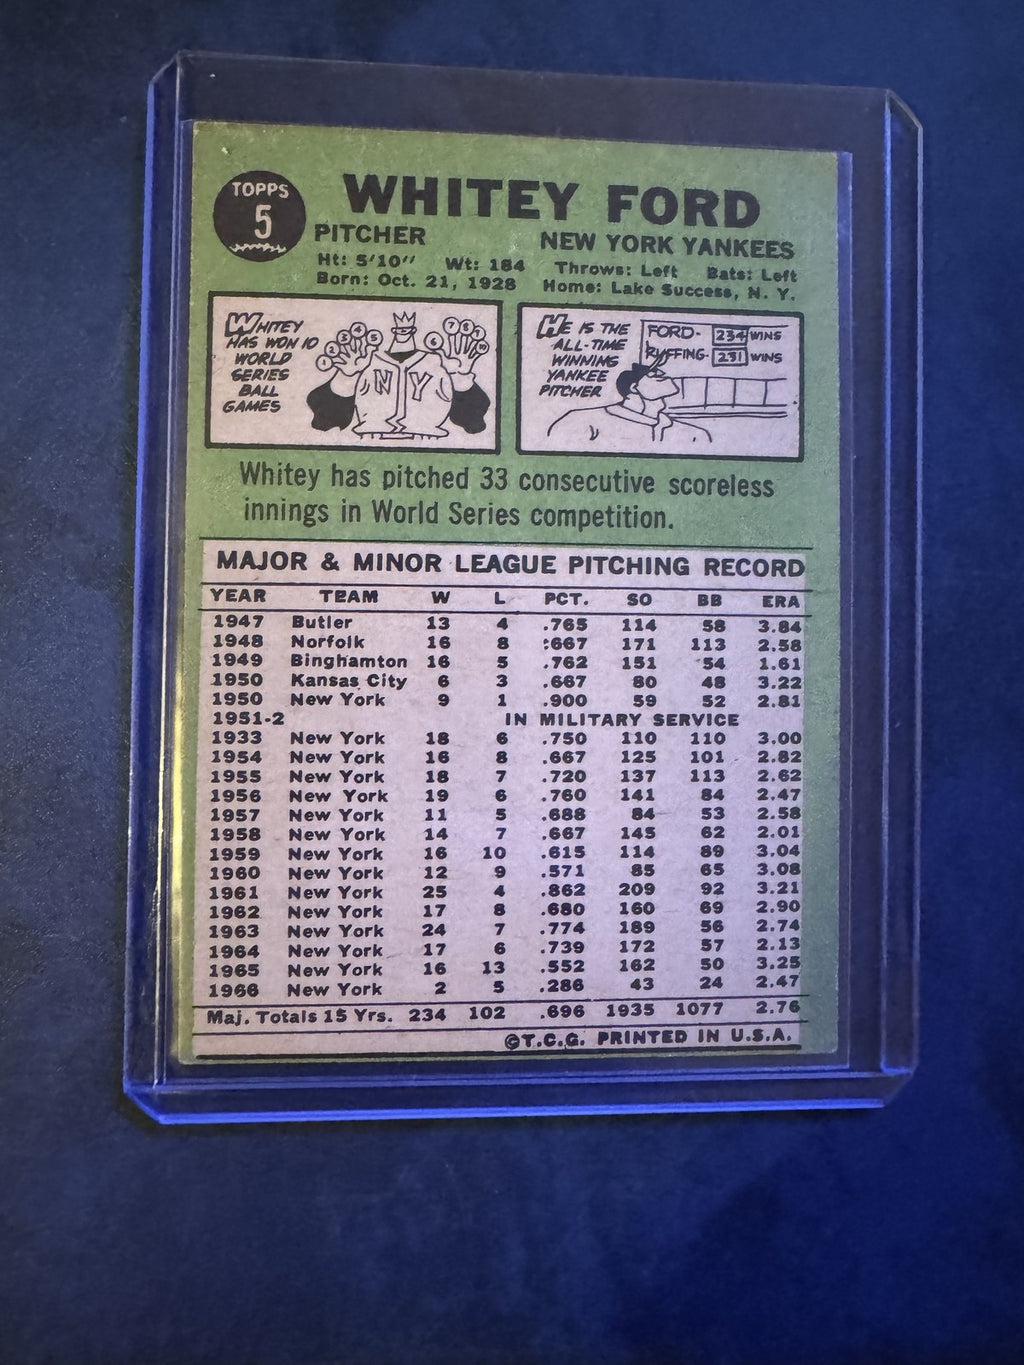 TOPPS
5
WHITEY FORD
PITCHER NEW YORK YANKEES
Ht: 5'10" Wt: 184 Throws: Left Bats: Left
Born: Oct. 21, 1928 Home: Lake Success, N. Y.
WHITEY
HAS WON 10
WORLD
SERIES
BALL
GAMES
1 2 3 4 5 6 7 8 9 10
NY
HE IS THE
ALL-TIME
WINNING
YANKEE
PITCHER
FORD- 234 WINS
RUFFING- 231 WINS
Whitey has pitched 33 consecutive scoreless
innings in World Series competition.
MAJOR & MINOR LEAGUE PITCHING RECORD
YEAR TEAM W L PCT. SO BB ERA
1947 Butler 13 4 .765 114 58 3.84
1948 Norfolk 16 8 .667 171 113 2.58
1949 Binghamton 16 5 .762 151 54 1.61
1950 Kansas City 6 3 .667 80 48 3.22
1950 New York 9 1 .900 59 52 2.81
1951-2 IN MILITARY SERVICE
1933 New York 18 6 .750 110 110 3.00
1954 New York 16 8 .667 125 101 2.82
1955 New York 18 7 .720 137 113 2.62
1956 New York 19 6 .760 141 84 2.47
1957 New York 11 5 .688 84 53 2.58
1958 New York 14 7 .667 145 62 2.01
1959 New York 16 10 .615 114 89 3.04
1960 New York 12 9 .571 85 65 3.08
1961 New York 25 4 .862 209 92 3.21
1962 New York 17 8 .680 160 69 2.90
1963 New York 24 7 .774 189 56 2.74
1964 New York 17 6 .739 172 57 2.13
1965 New York 16 13 .552 162 50 3.25
1966 New York 2 5 .286 43 24 2.47
Maj. Totals 15 Yrs. 234 102 .696 1935 1077 2.76
©T.C.G. PRINTED IN U.S.A.